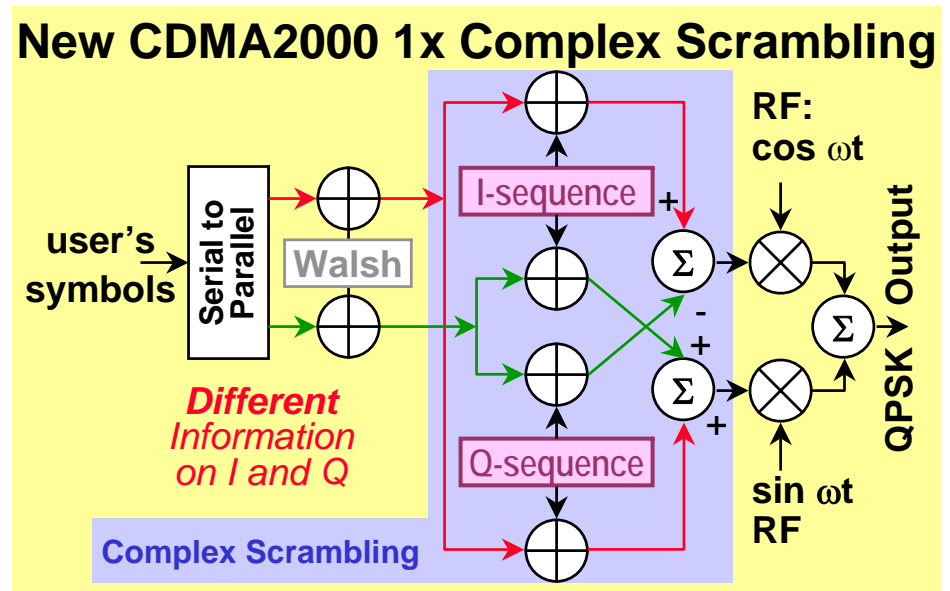 New CDMA2000 1x Complex Scrambling
RF:
cos ωt
I-sequence
+
user's
symbols
Serial to
Parallel
Walsh
Σ
-
+
Σ
QPSK Output
Σ
+
Different
Information
on I and Q
Q-sequence
sin ωt
RF
Complex Scrambling